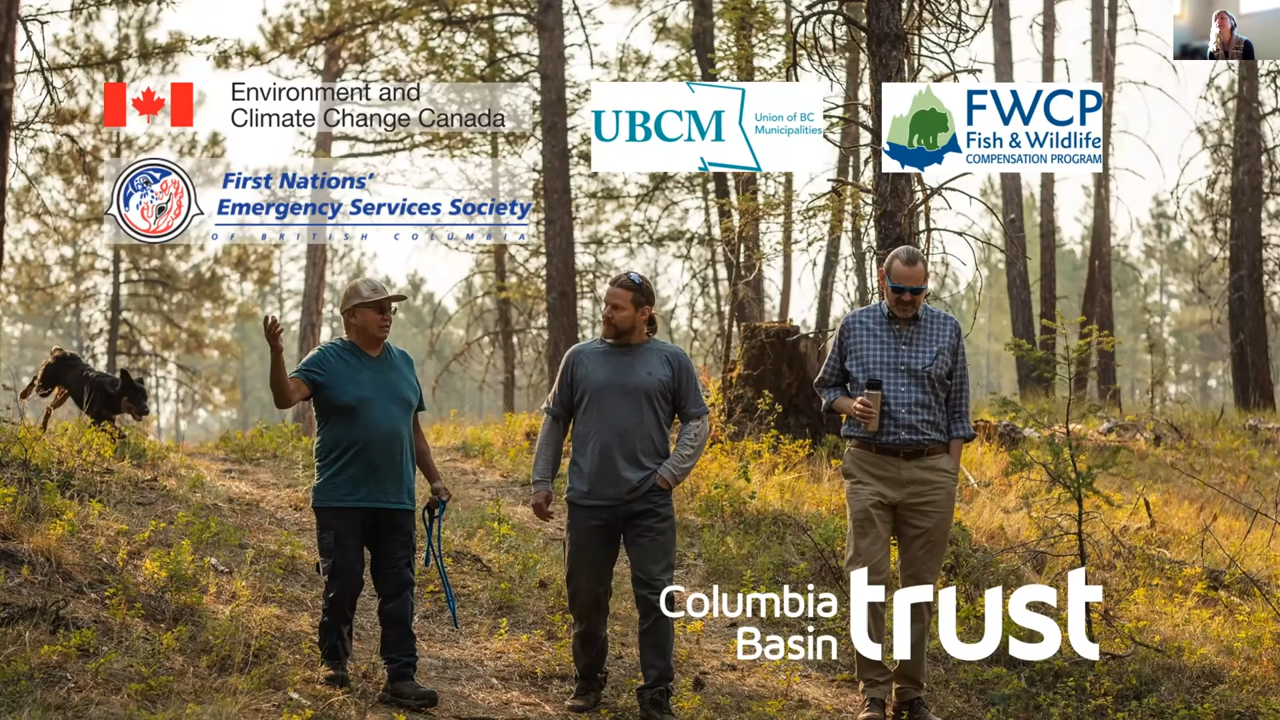 Environment and
Climate Change Canada
UBCM
Union of BC
Municipalities
FWCP
Fish & Wildlife
COMPENSATION PROGRAM
First Nations'
Emergency Services Society
OF BRITISH COLUMBIA
Columbia
Basin
trust